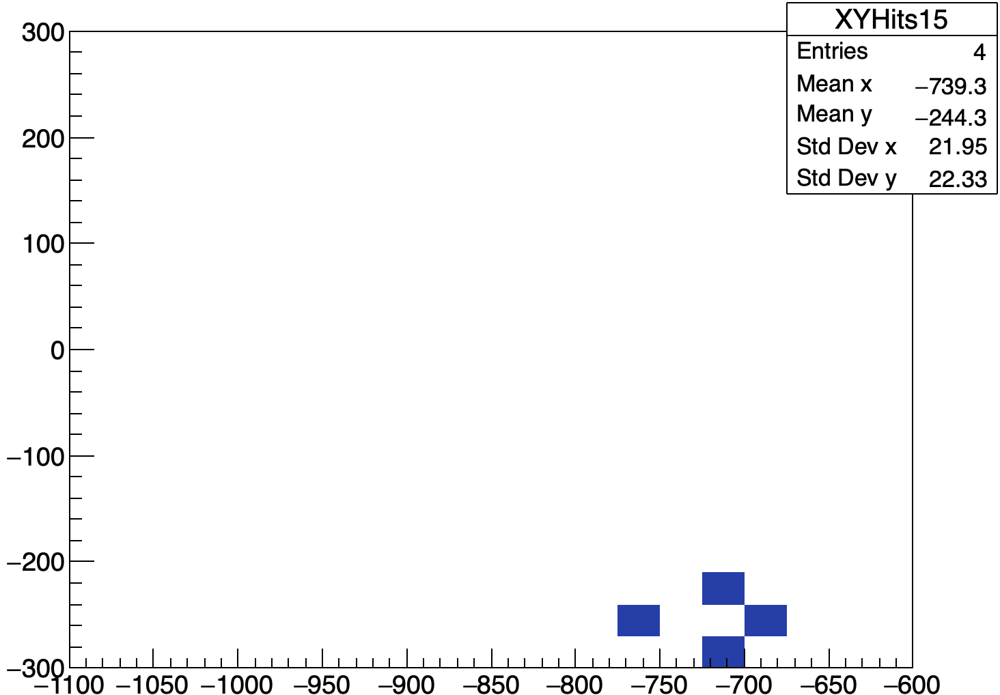 XYHits15
Entries 4
Mean x −739.3
Mean y −244.3
Std Dev x 21.95
Std Dev y 22.33
300
200
100
0
−100
−200
−300
−1100 −1050 −1000 −950 −900 −850 −800 −750 −700 −650 −600